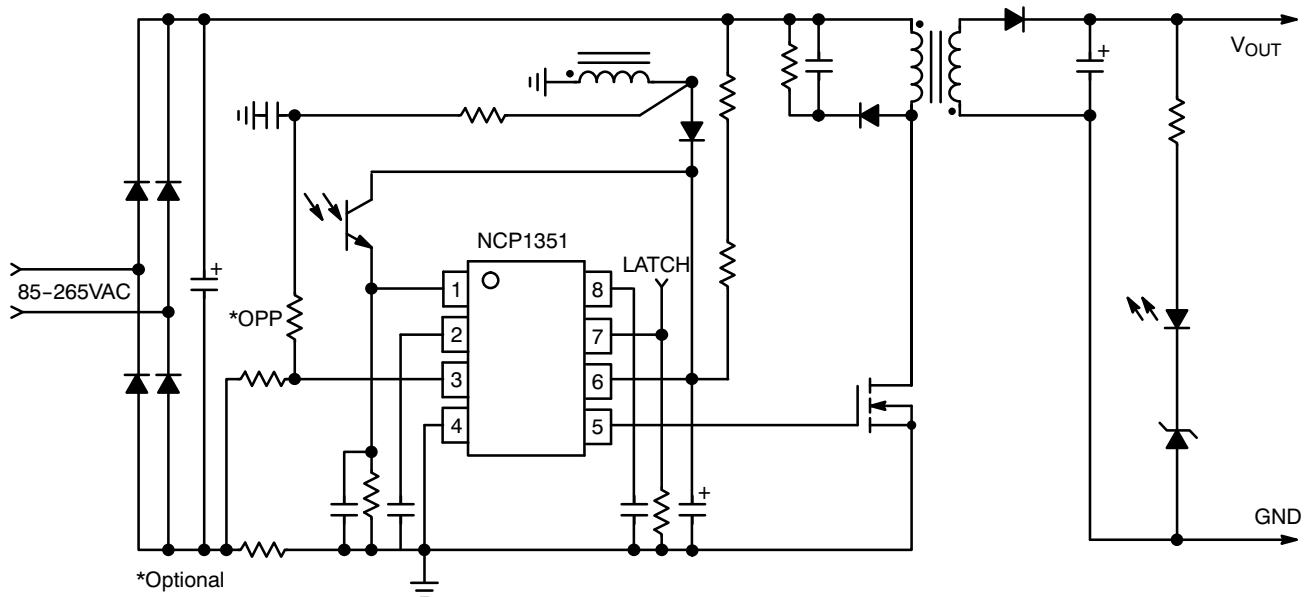 V_OUT
+
+
NCP1351
LATCH
85–265VAC
*OPP
1
8
2
7
3
6
4
5
+
GND
*Optional